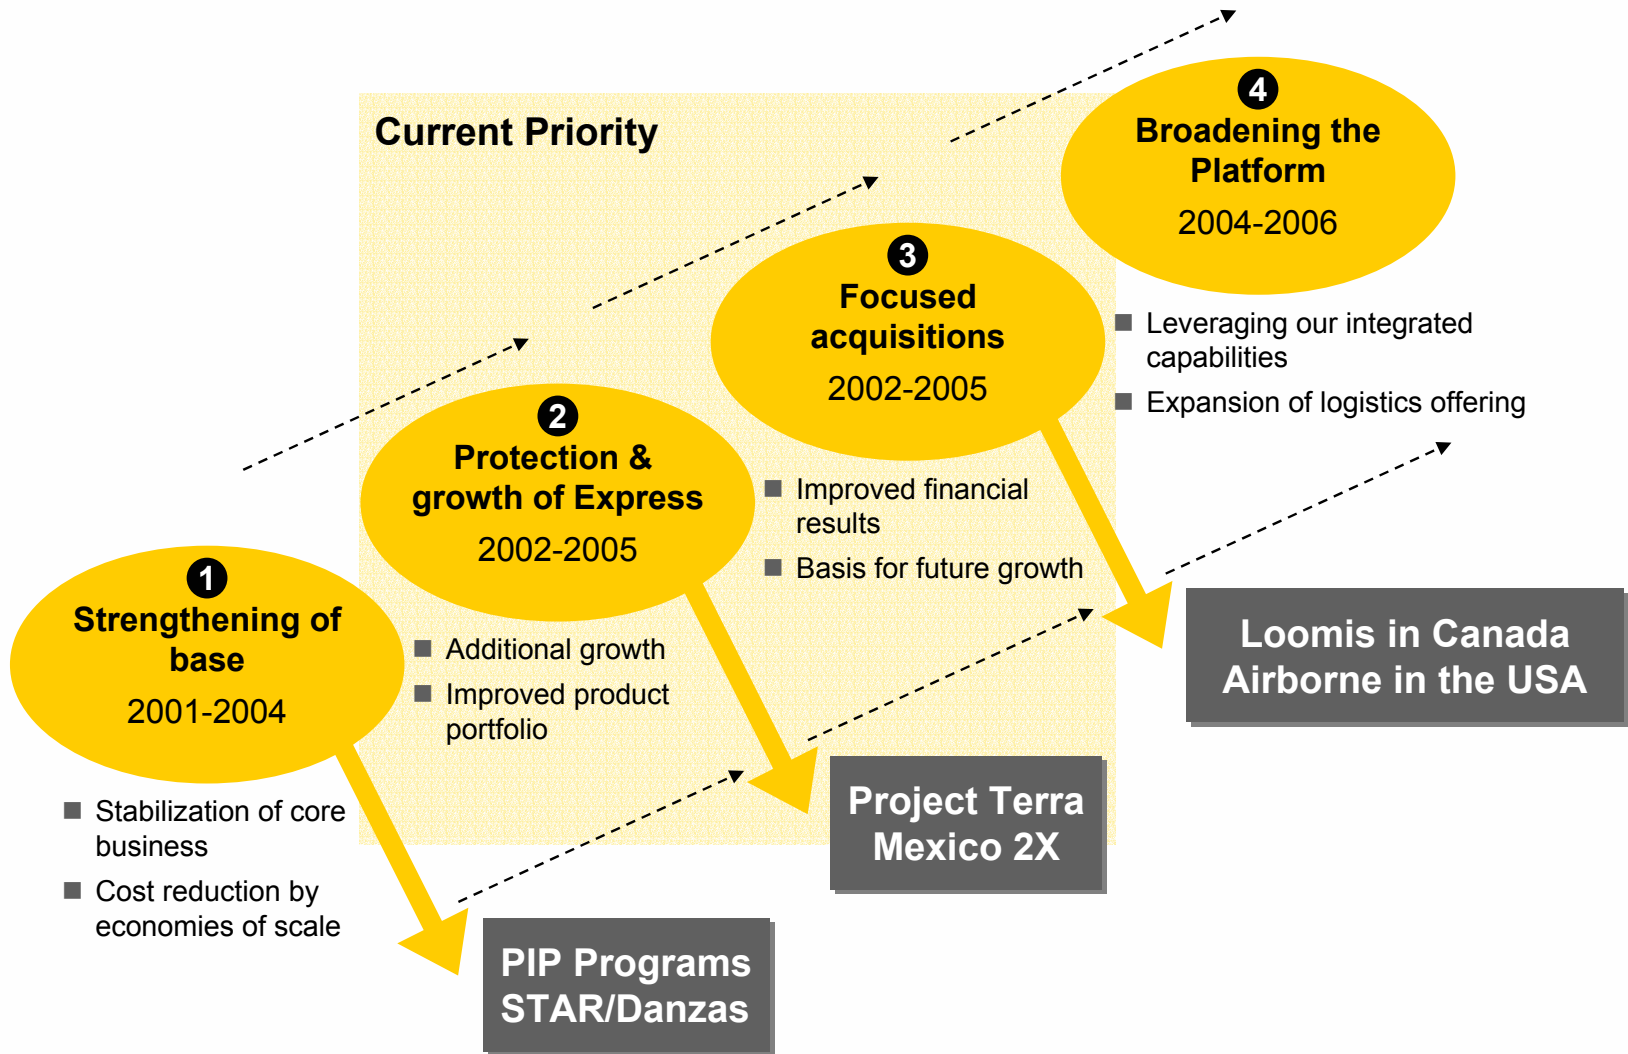 Current Priority
1
Strengthening of
base
2001-2004
Stabilization of core
business
Cost reduction by
economies of scale
PIP Programs
STAR/Danzas
2
Protection &
growth of Express
2002-2005
Additional growth
Improved product
portfolio
Project Terra
Mexico 2X
3
Focused
acquisitions
2002-2005
Improved financial
results
Basis for future growth
Loomis in Canada
Airborne in the USA
4
Broadening the
Platform
2004-2006
Leveraging our integrated
capabilities
Expansion of logistics offering